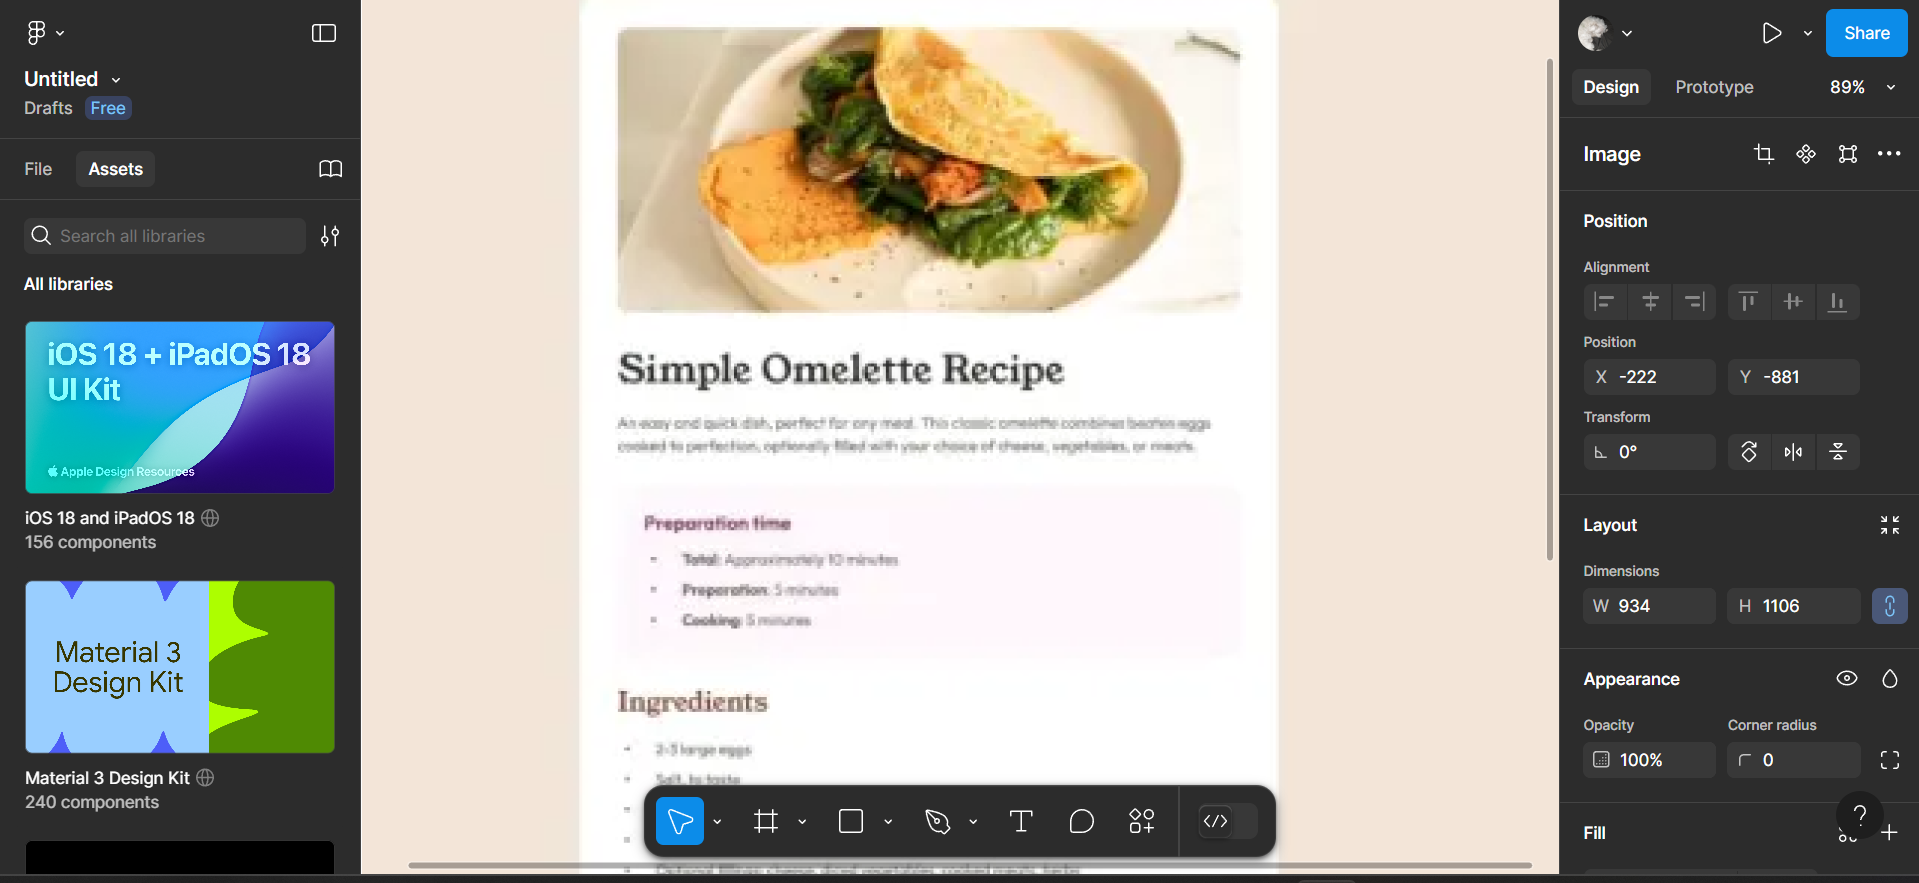 Untitled
Drafts Free
File Assets
Search all libraries
All libraries
iOS 18 + iPadOS 18
UI Kit
Apple Design Resources
iOS 18 and iPadOS 18
156 components
Material 3
Design Kit
Material 3 Design Kit
240 components
Simple Omelette Recipe
An easy and quick dish, perfect for any meal. This classic omelette combines beaten eggs
cooked to perfection, optionally filled with your choice of cheese, vegetables, or meats.
Preparation time
• Total: Approximately 10 minutes
• Preparation: 5 minutes
• Cooking: 5 minutes
Ingredients
• 2-3 large eggs
• Salt, to taste
• Optional fillings: cheese, diced vegetables, cooked meats, herbs
Share
Design Prototype 89%
Image
Position
Alignment
Position
X -222 Y -881
Transform
0°
Layout
Dimensions
W 934 H 1106
Appearance
Opacity Corner radius
100% 0
Fill
?